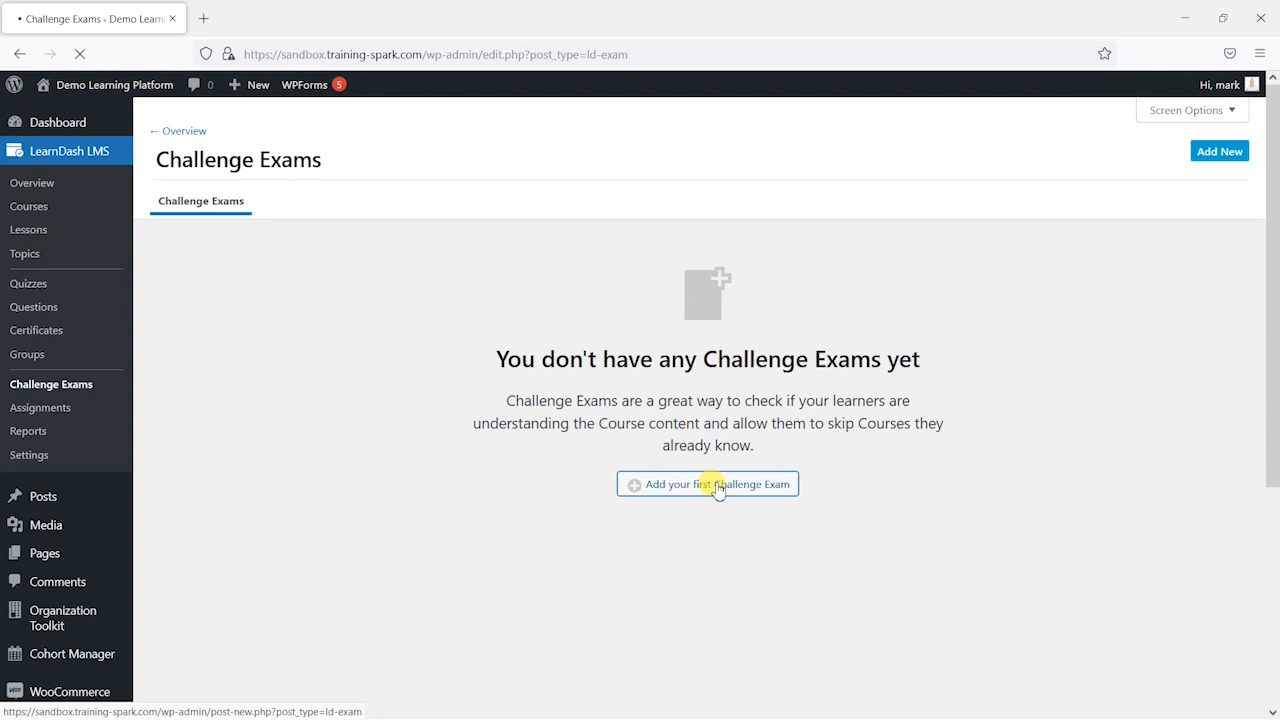 Challenge Exams ‹ Demo Learn
https://sandbox.training-spark.com/wp-admin/edit.php?post_type=ld-exam
Demo Learning Platform
0
New
WPForms
5
Hi, mark
Screen Options
Dashboard
LearnDash LMS
Overview
Courses
Lessons
Topics
Quizzes
Questions
Certificates
Groups
Challenge Exams
Assignments
Reports
Settings
Posts
Media
Pages
Comments
Organization
Toolkit
Cohort Manager
WooCommerce
← Overview
Challenge Exams
Add New
Challenge Exams
You don't have any Challenge Exams yet
Challenge Exams are a great way to check if your learners are
understanding the Course content and allow them to skip Courses they
already know.
Add your first Challenge Exam
https://sandbox.training-spark.com/wp-admin/post-new.php?post_type=ld-exam